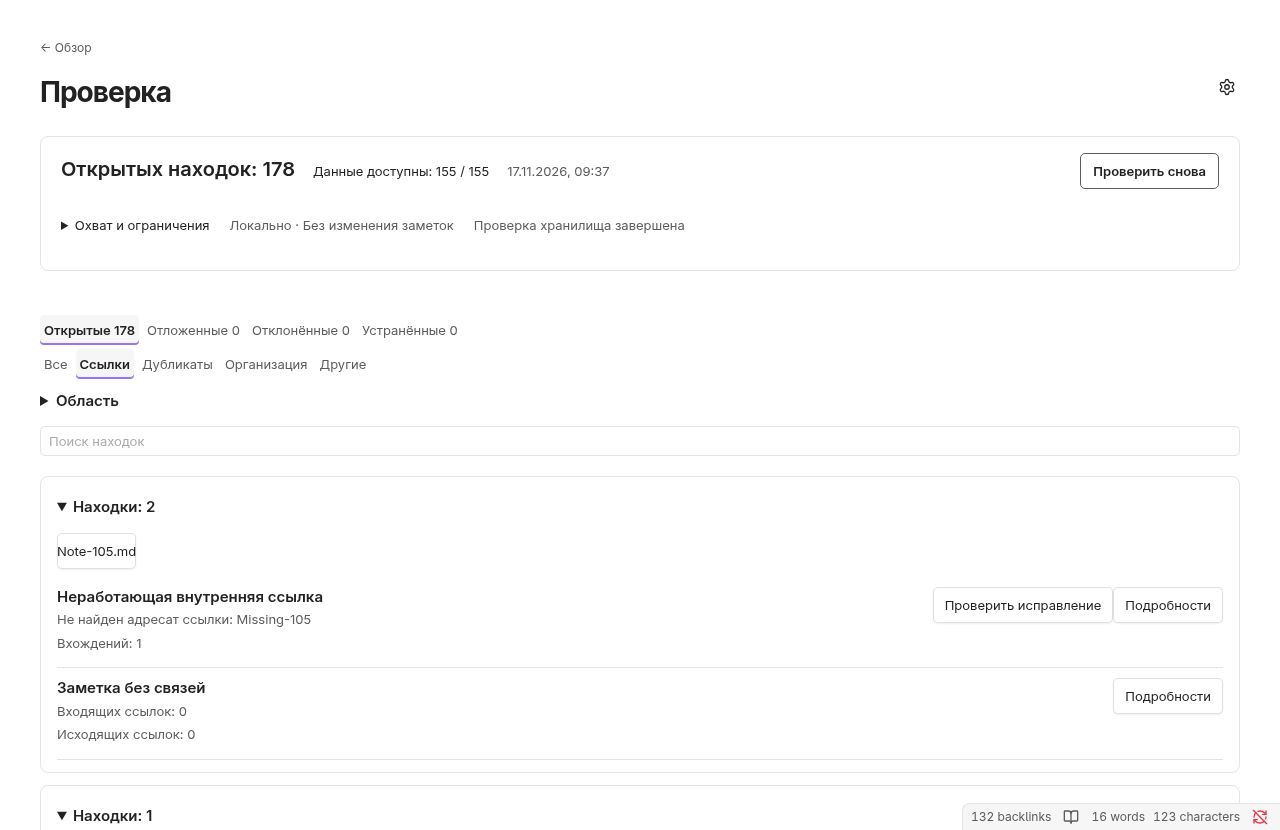 ← Обзор
Проверка
Открытых находок: 178 Данные доступны: 155 / 155 17.11.2026, 09:37 Проверить снова
Охват и ограничения Локально · Без изменения заметок Проверка хранилища завершена
Открытые 178 Отложенные 0 Отклонённые 0 Устранённые 0
Все Ссылки Дубликаты Организация Другие
Область
Поиск находок
Находки: 2
Note-105.md
Неработающая внутренняя ссылка Проверить исправление Подробности
Не найден адресат ссылки: Missing-105
Вхождений: 1
Заметка без связей Подробности
Входящих ссылок: 0
Исходящих ссылок: 0
Находки: 1
132 backlinks 16 words 123 characters